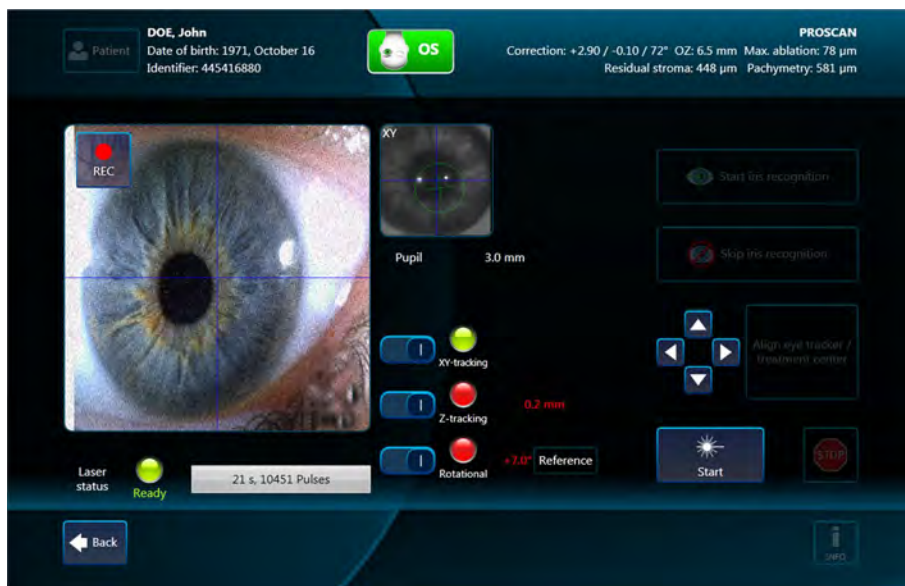 Patient
DOE, John
Date of birth: 1971, October 16
Identifier: 445416880
OS
PROSCAN
Correction: +2.90 / -0.10 / 72° OZ: 6.5 mm Max. ablation: 78 µm
Residual stroma: 448 µm Pachymetry: 581 µm
REC
XY
Start iris recognition
Pupil 3.0 mm
Skip iris recognition
XY-tracking
Align eye tracker /
treatment center
Z-tracking
0.2 mm
Rotational
+7.0° Reference
Start
STOP
Laser
status
Ready
21 s, 10451 Pulses
Back
INFO